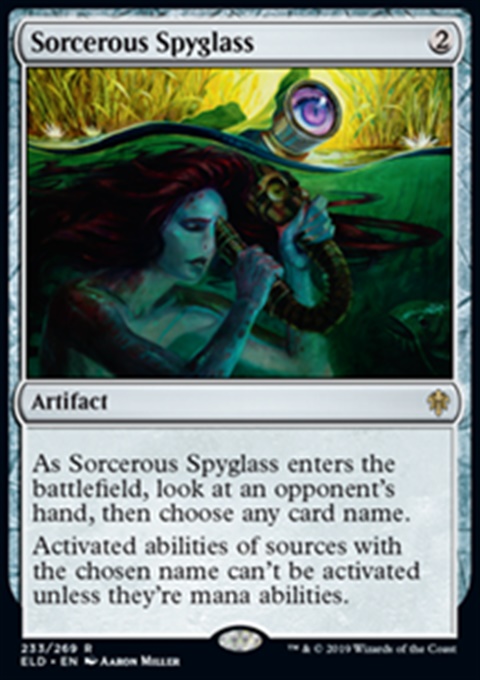 Sorcerous Spyglass 2
Artifact
As Sorcerous Spyglass enters the
battlefield, look at an opponent's
hand, then choose any card name.
Activated abilities of sources with
the chosen name can't be activated
unless they're mana abilities.
233/269 R
ELD • EN Aaron Miller
™ & © 2019 Wizards of the Coast